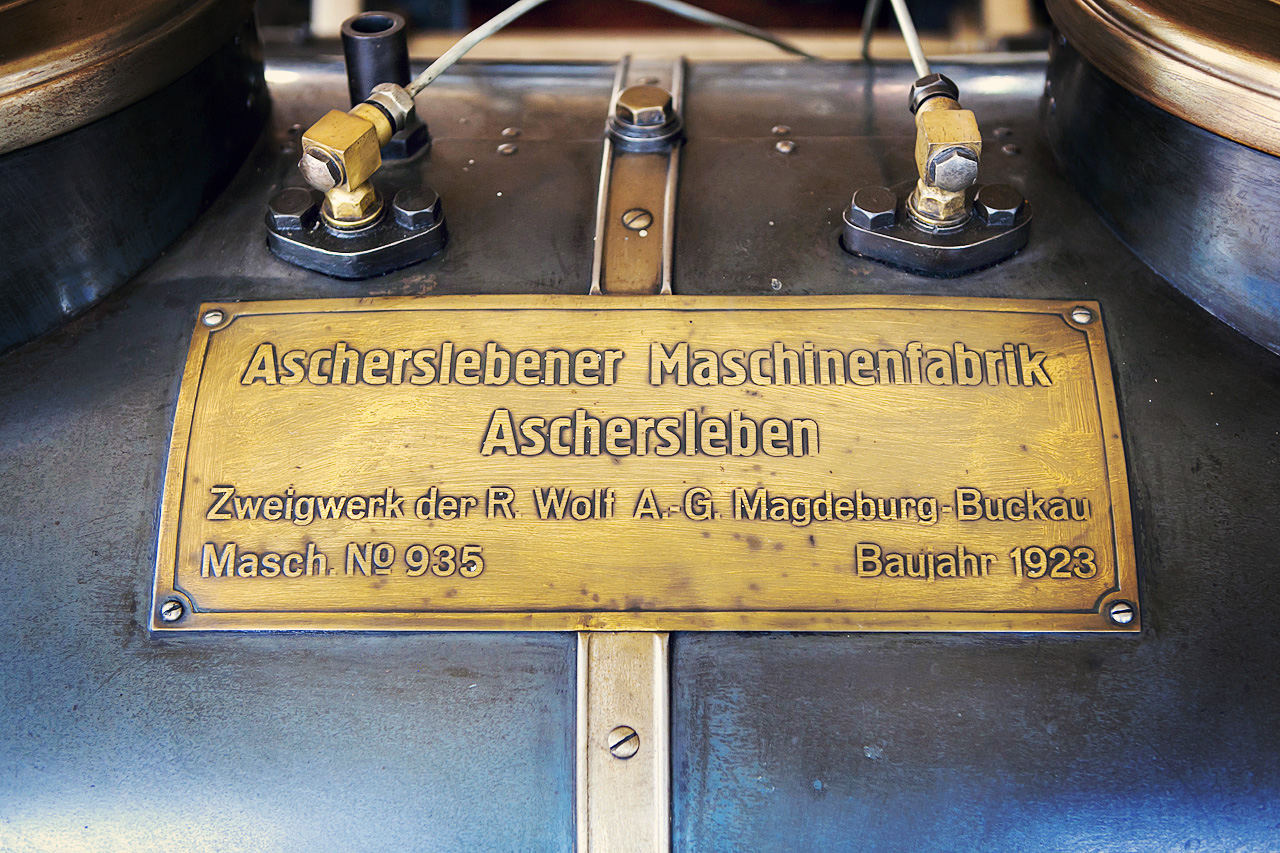 Ascherslebener Maschinenfabrik
Aschersleben
Zweigwerk der R. Wolf A.-G. Magdeburg-Buckau
Masch. Nº 935 Baujahr 1923